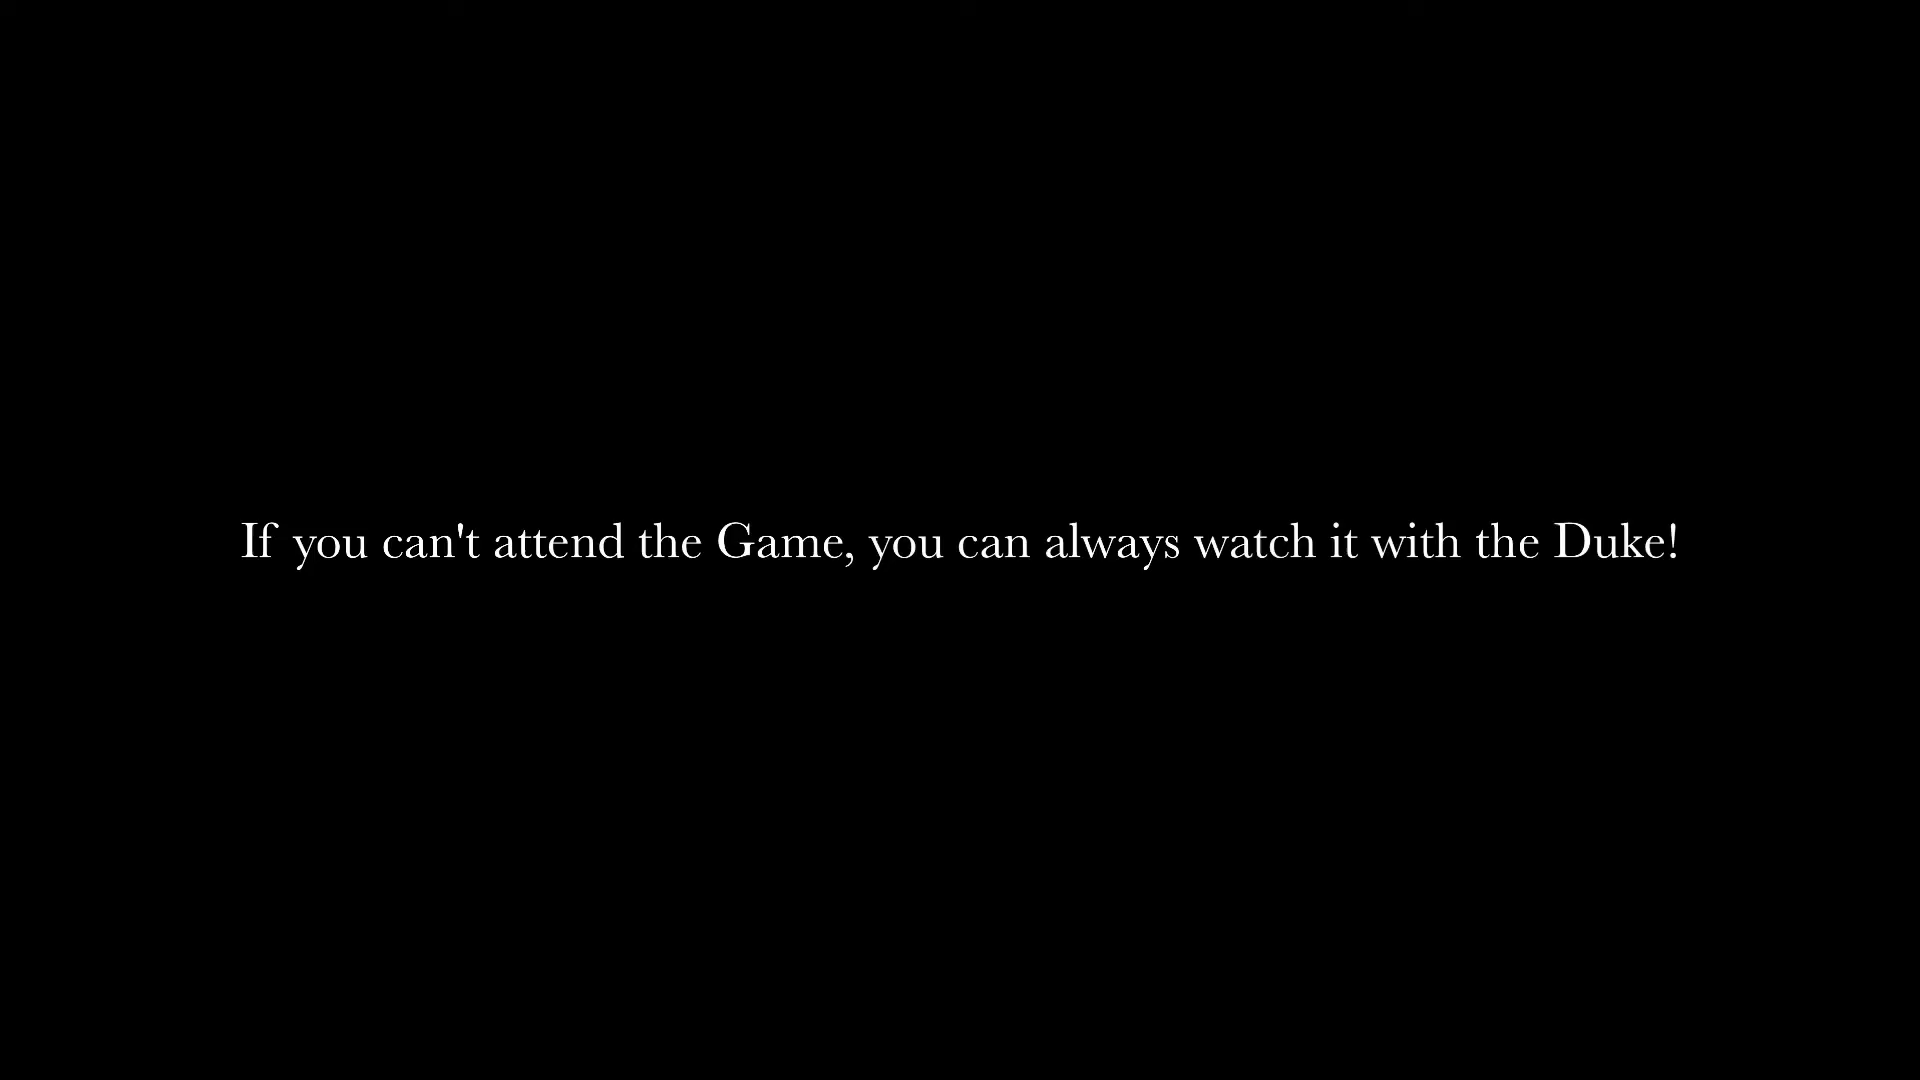 If you can't attend the Game, you can always watch it with the Duke!